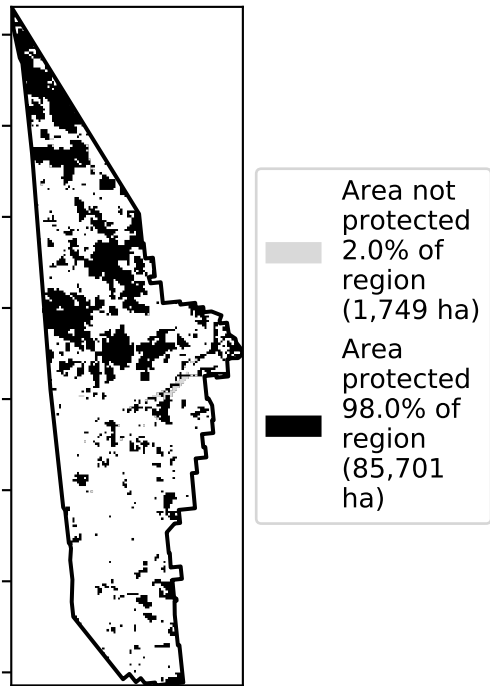 Area not
protected
2.0% of
region
(1,749 ha)
Area
protected
98.0% of
region
(85,701
ha)